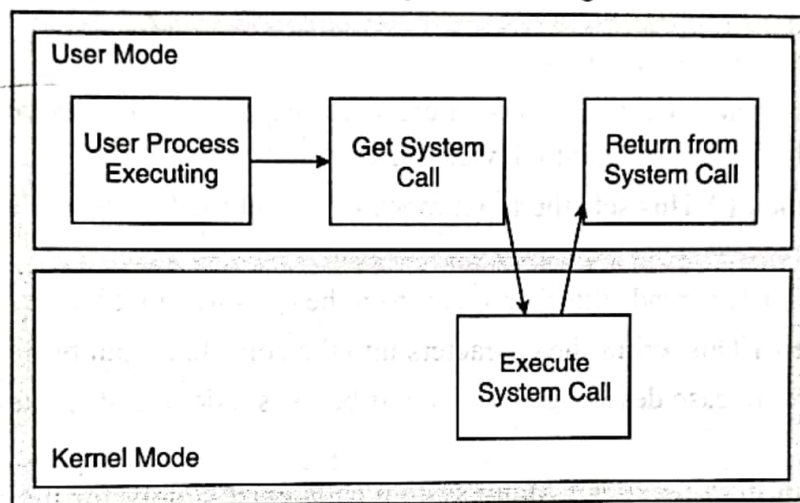 User Mode
User Process
Executing
Get System
Call
Return from
System Call
Execute
System Call
Kernel Mode